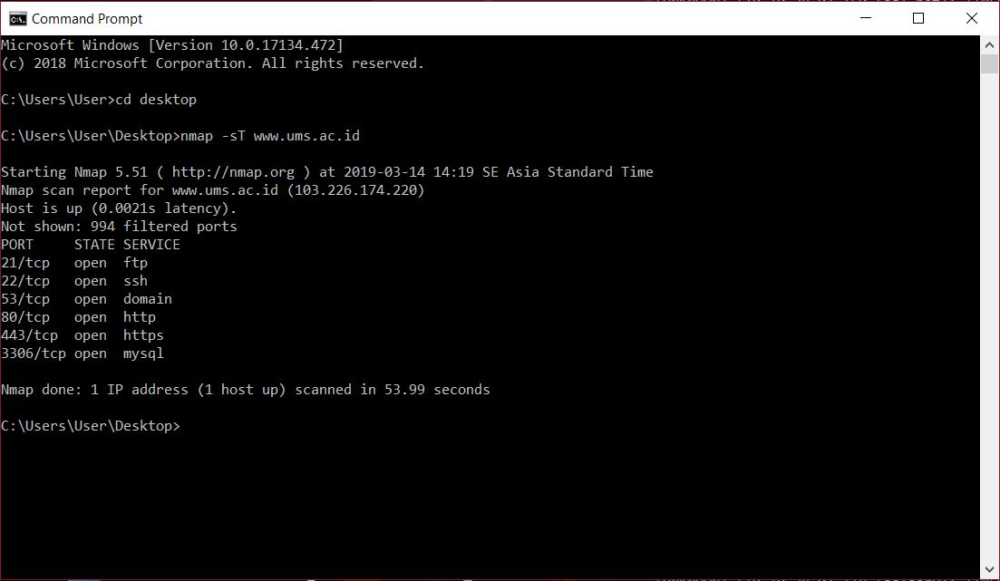 Command Prompt
Microsoft Windows [Version 10.0.17134.472]
(c) 2018 Microsoft Corporation. All rights reserved.
C:\Users\User>cd desktop
C:\Users\User\Desktop>nmap -sT www.ums.ac.id
Starting Nmap 5.51 ( http://nmap.org ) at 2019-03-14 14:19 SE Asia Standard Time
Nmap scan report for www.ums.ac.id (103.226.174.220)
Host is up (0.0021s latency).
Not shown: 994 filtered ports
PORT     STATE SERVICE
21/tcp   open  ftp
22/tcp   open  ssh
53/tcp   open  domain
80/tcp   open  http
443/tcp  open  https
3306/tcp open  mysql
Nmap done: 1 IP address (1 host up) scanned in 53.99 seconds
C:\Users\User\Desktop>